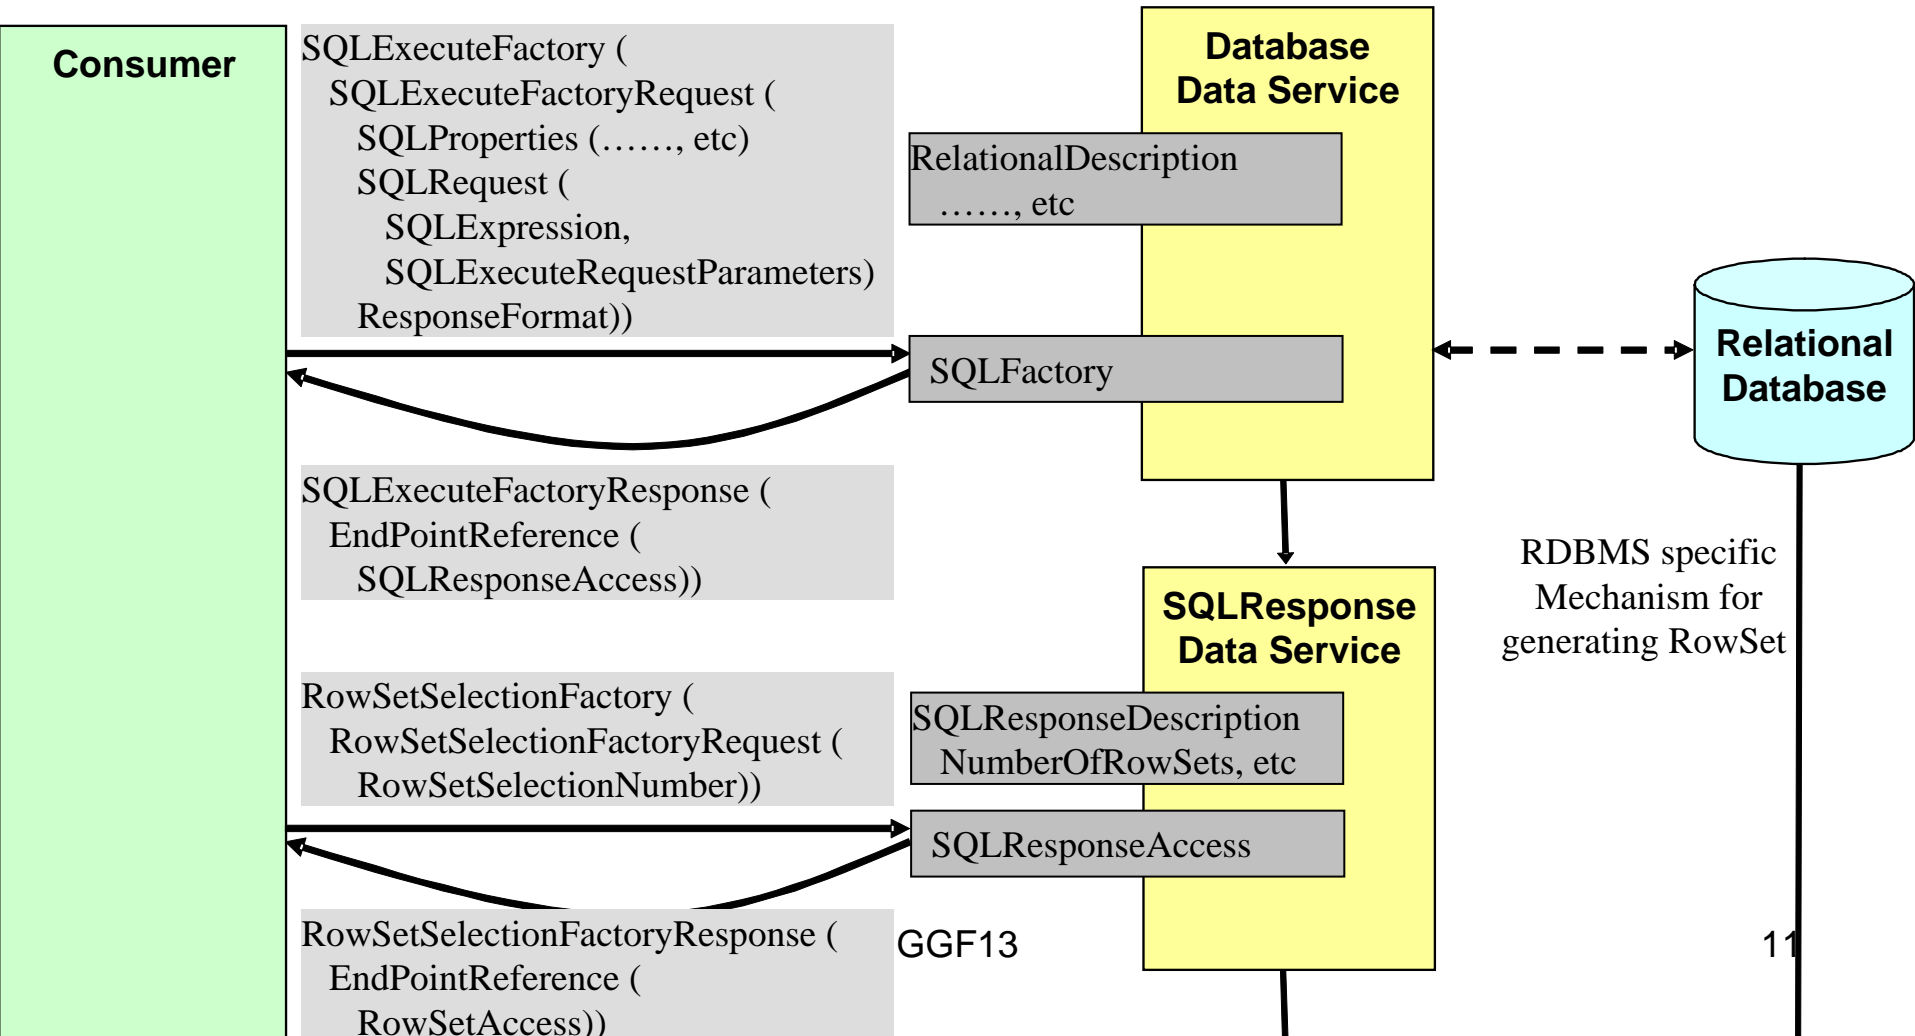 Consumer
SQLExecuteFactory (
SQLExecuteFactoryRequest (
SQLProperties (……, etc)
SQLRequest (
SQLExpression,
SQLExecuteRequestParameters)
ResponseFormat))
Database
Data Service
RelationalDescription
……, etc
SQLFactory
Relational
Database
SQLExecuteFactoryResponse (
EndPointReference (
SQLResponseAccess))
RDBMS specific
Mechanism for
generating RowSet
SQLResponse
Data Service
RowSetSelectionFactory (
RowSetSelectionFactoryRequest (
RowSetSelectionNumber))
SQLResponseDescription
NumberOfRowSets, etc
SQLResponseAccess
RowSetSelectionFactoryResponse (
EndPointReference (
RowSetAccess))
GGF13
11